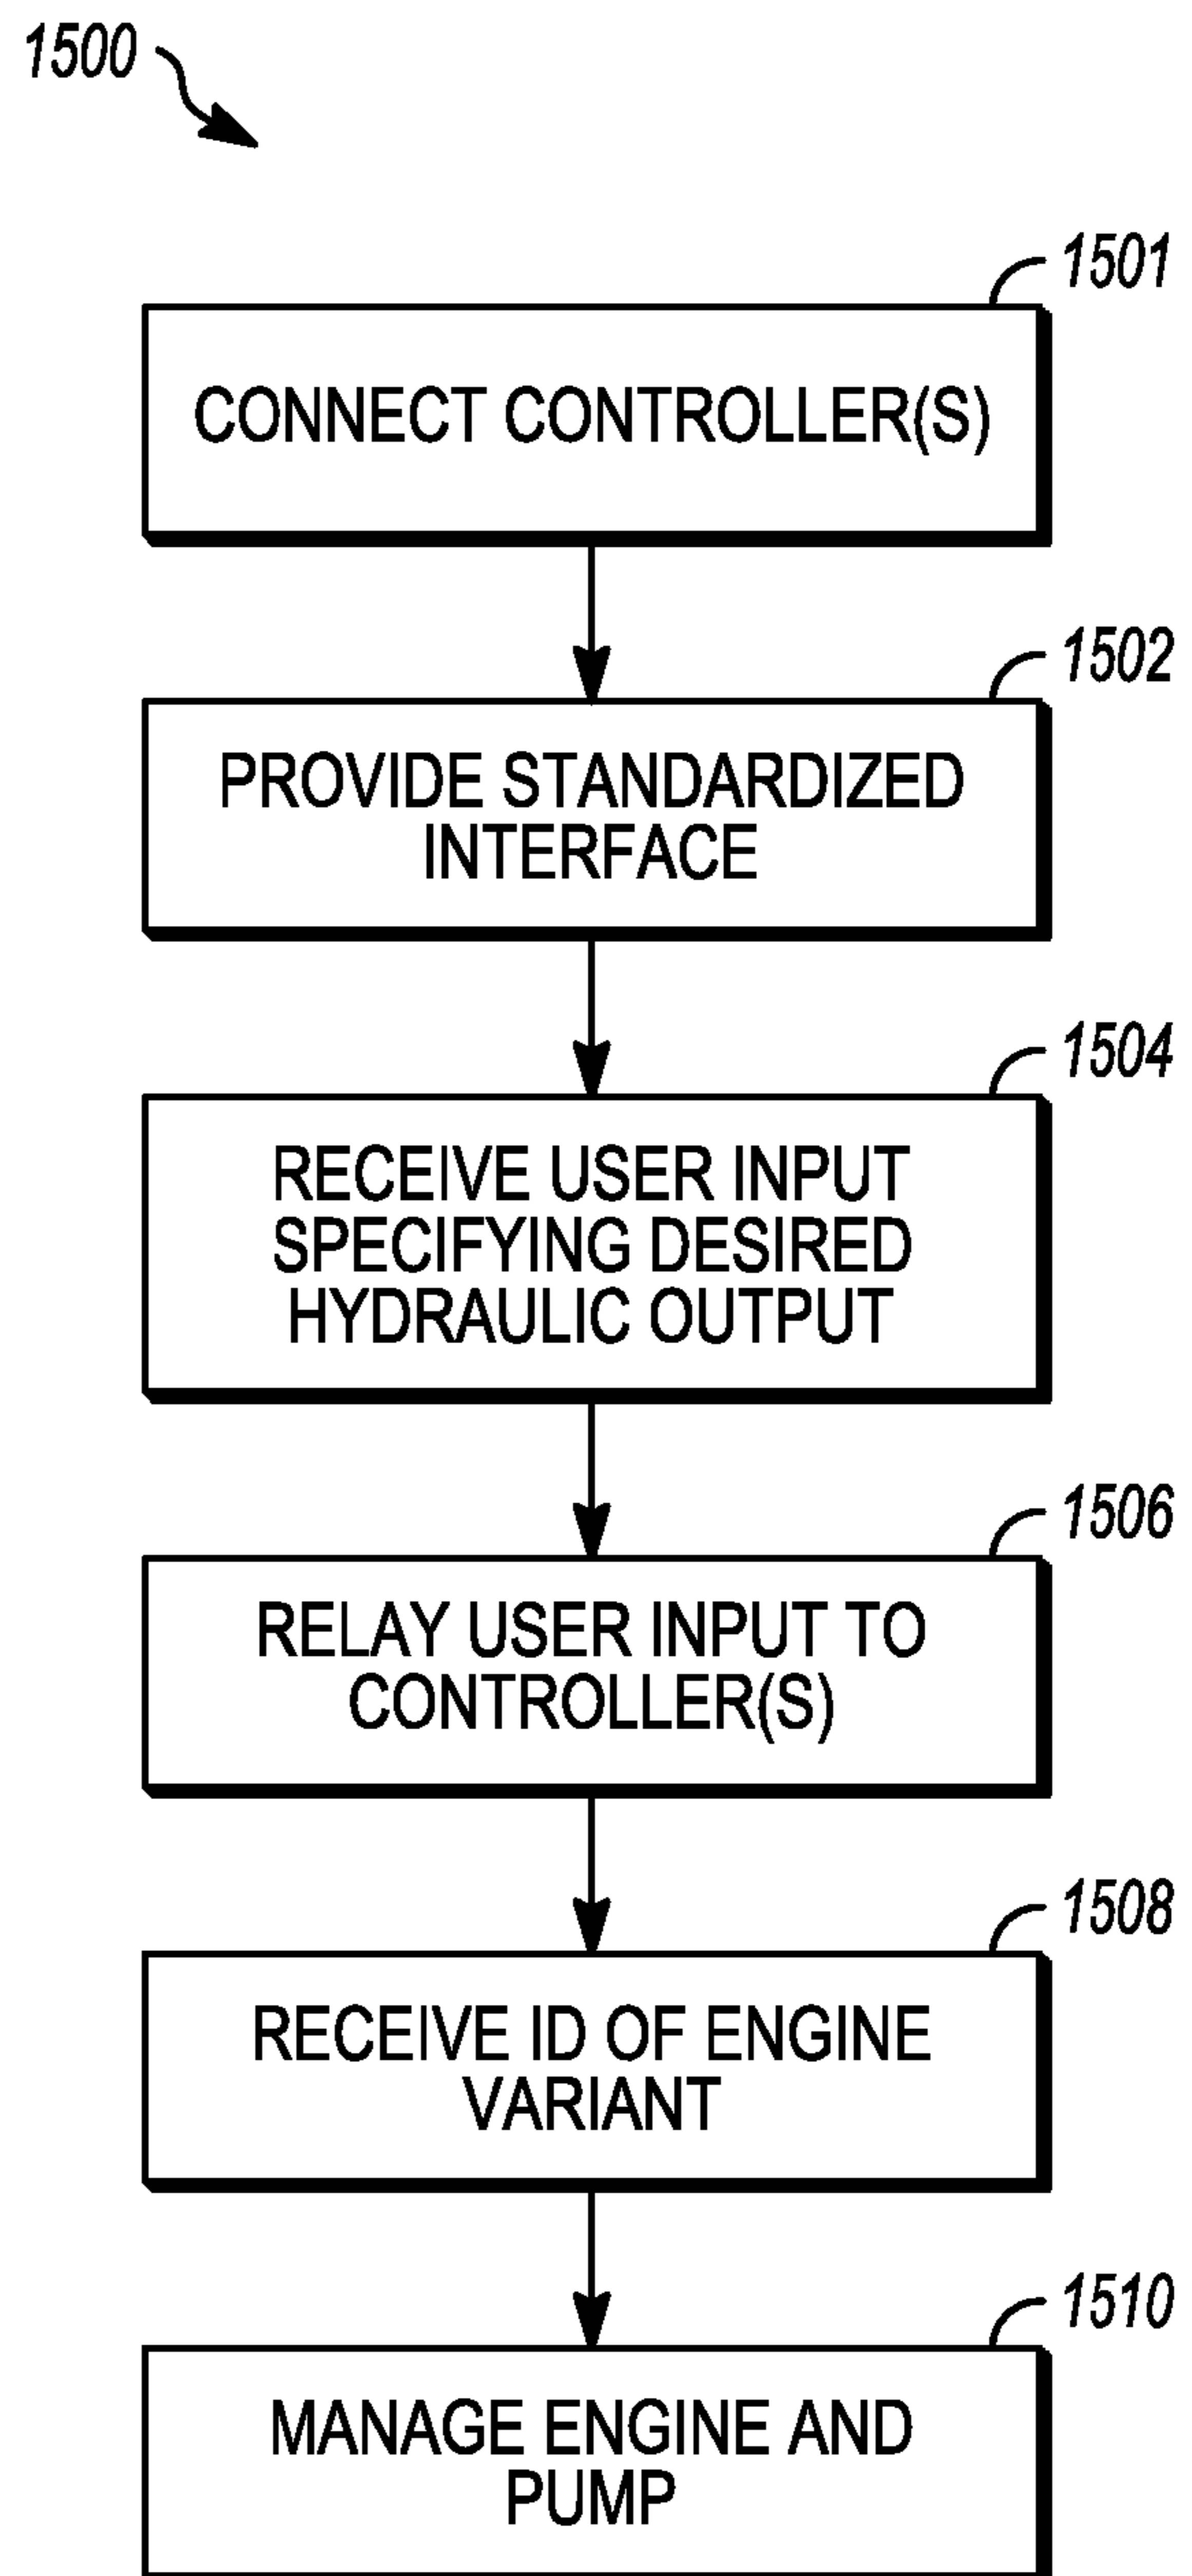 1500
1501
CONNECT CONTROLLER(S)
1502
PROVIDE STANDARDIZED
INTERFACE
1504
RECEIVE USER INPUT
SPECIFYING DESIRED
HYDRAULIC OUTPUT
1506
RELAY USER INPUT TO
CONTROLLER(S)
1508
RECEIVE ID OF ENGINE
VARIANT
1510
MANAGE ENGINE AND
PUMP